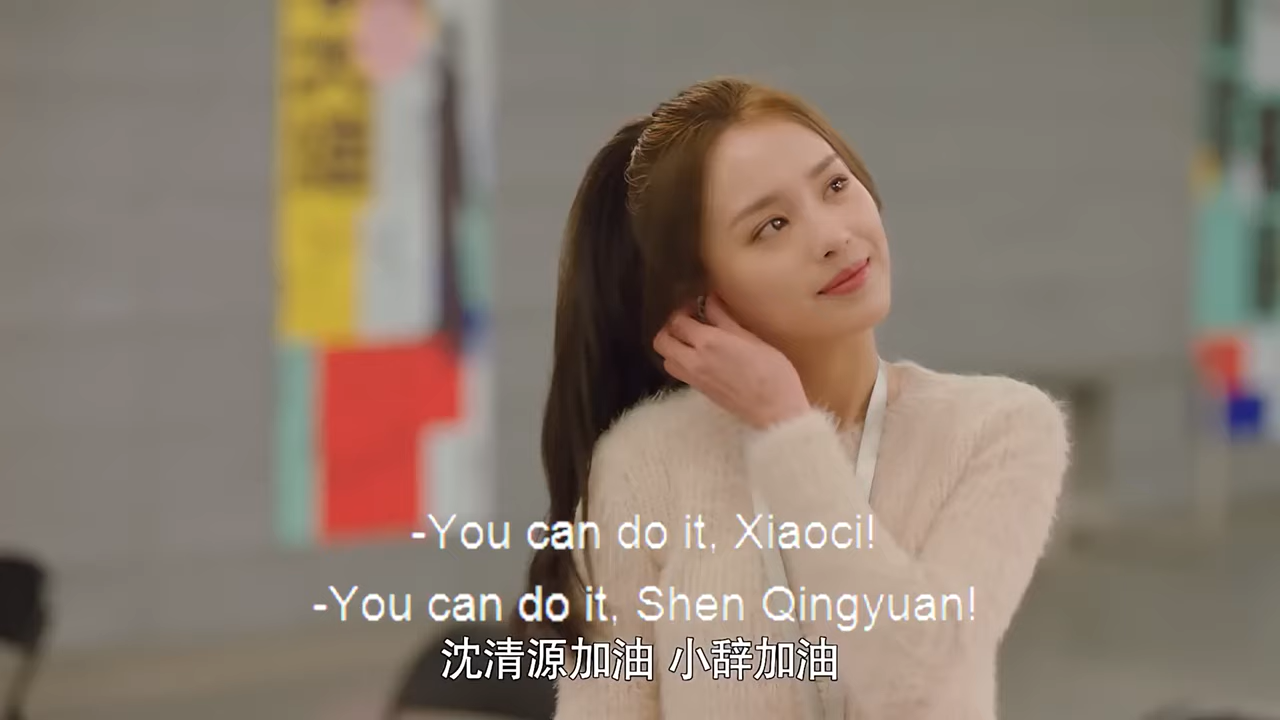 -You can do it, Xiaoci!
-You can do it, Shen Qingyuan!
沈清源加油 小辞加油